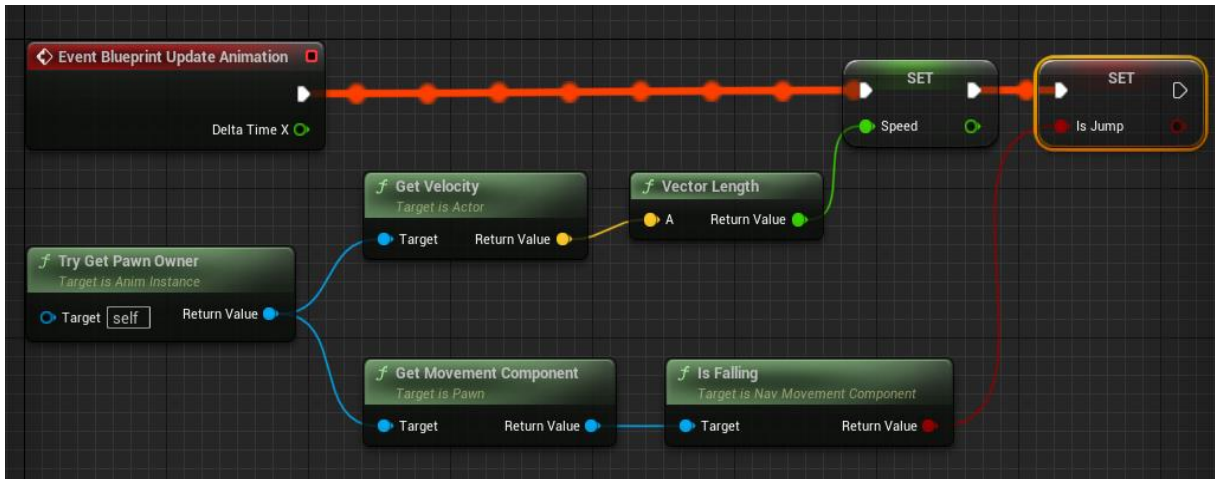 Event Blueprint Update Animation
Delta Time X
SET
Speed
SET
Is Jump
f Get Velocity
Target is Actor
Target
Return Value
f Vector Length
A
Return Value
f Try Get Pawn Owner
Target is Anim Instance
Target self
Return Value
f Get Movement Component
Target is Pawn
Target
Return Value
f Is Falling
Target is Nav Movement Component
Target
Return Value